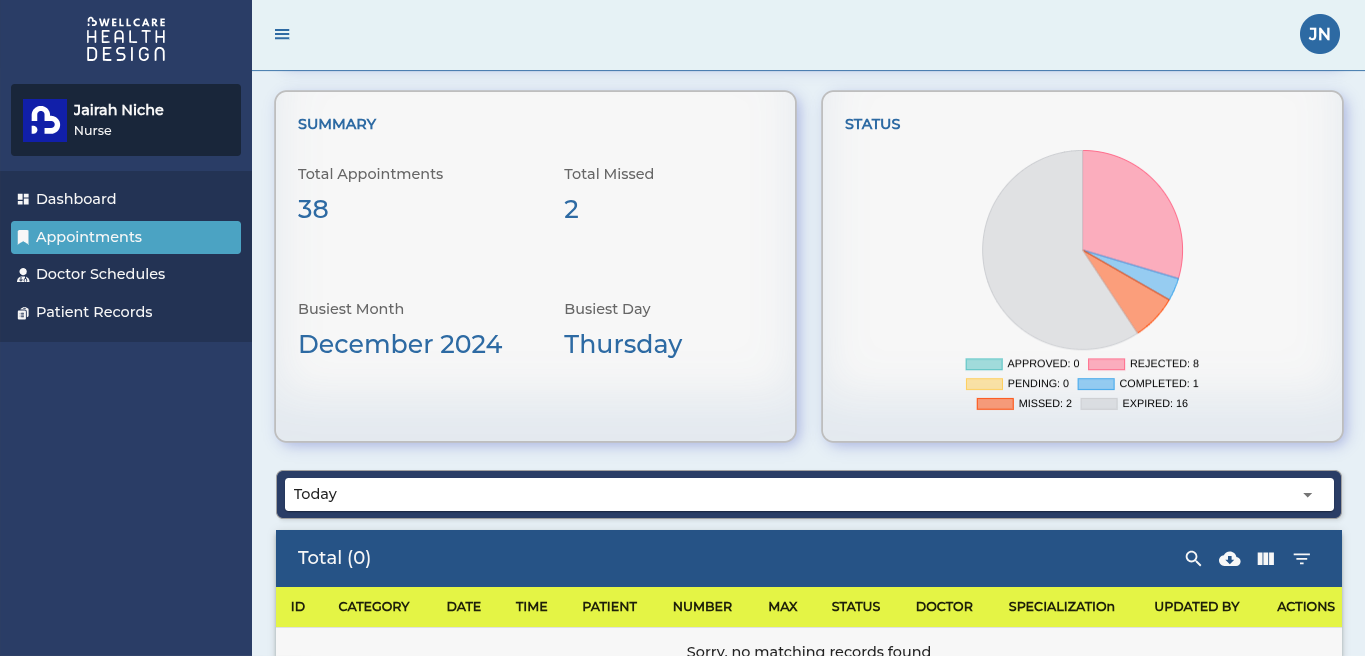 WELLCARE
HEALTH
DESIGN
JN
Jairah Niche
Nurse
Dashboard
Appointments
Doctor Schedules
Patient Records
SUMMARY
Total Appointments
38
Total Missed
2
Busiest Month
December 2024
Busiest Day
Thursday
STATUS
APPROVED: 0 REJECTED: 8
PENDING: 0 COMPLETED: 1
MISSED: 2 EXPIRED: 16
Today
Total (0)
ID CATEGORY DATE TIME PATIENT NUMBER MAX STATUS DOCTOR SPECIALIZATIOn UPDATED BY ACTIONS
Sorry, no matching records found